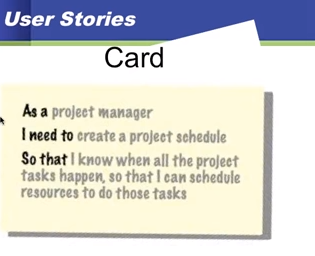 User Stories
Card
As a project manager
I need to create a project schedule
So that I know when all the project
tasks happen, so that I can schedule
resources to do those tasks